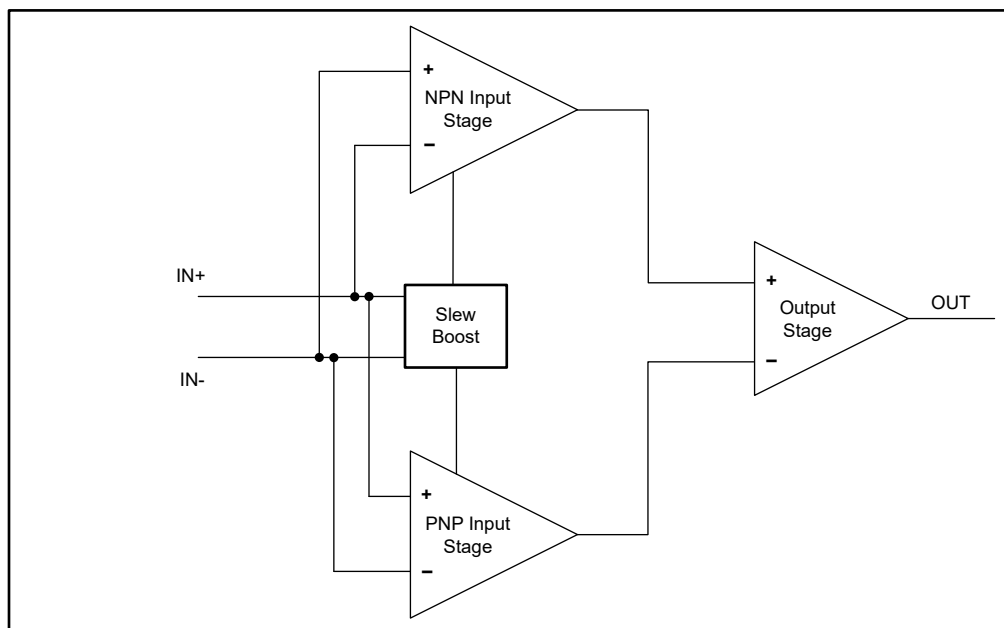 +
NPN Input
Stage
−
IN+
Slew
Boost
IN-
+
Output
Stage
−
OUT
+
PNP Input
Stage
−